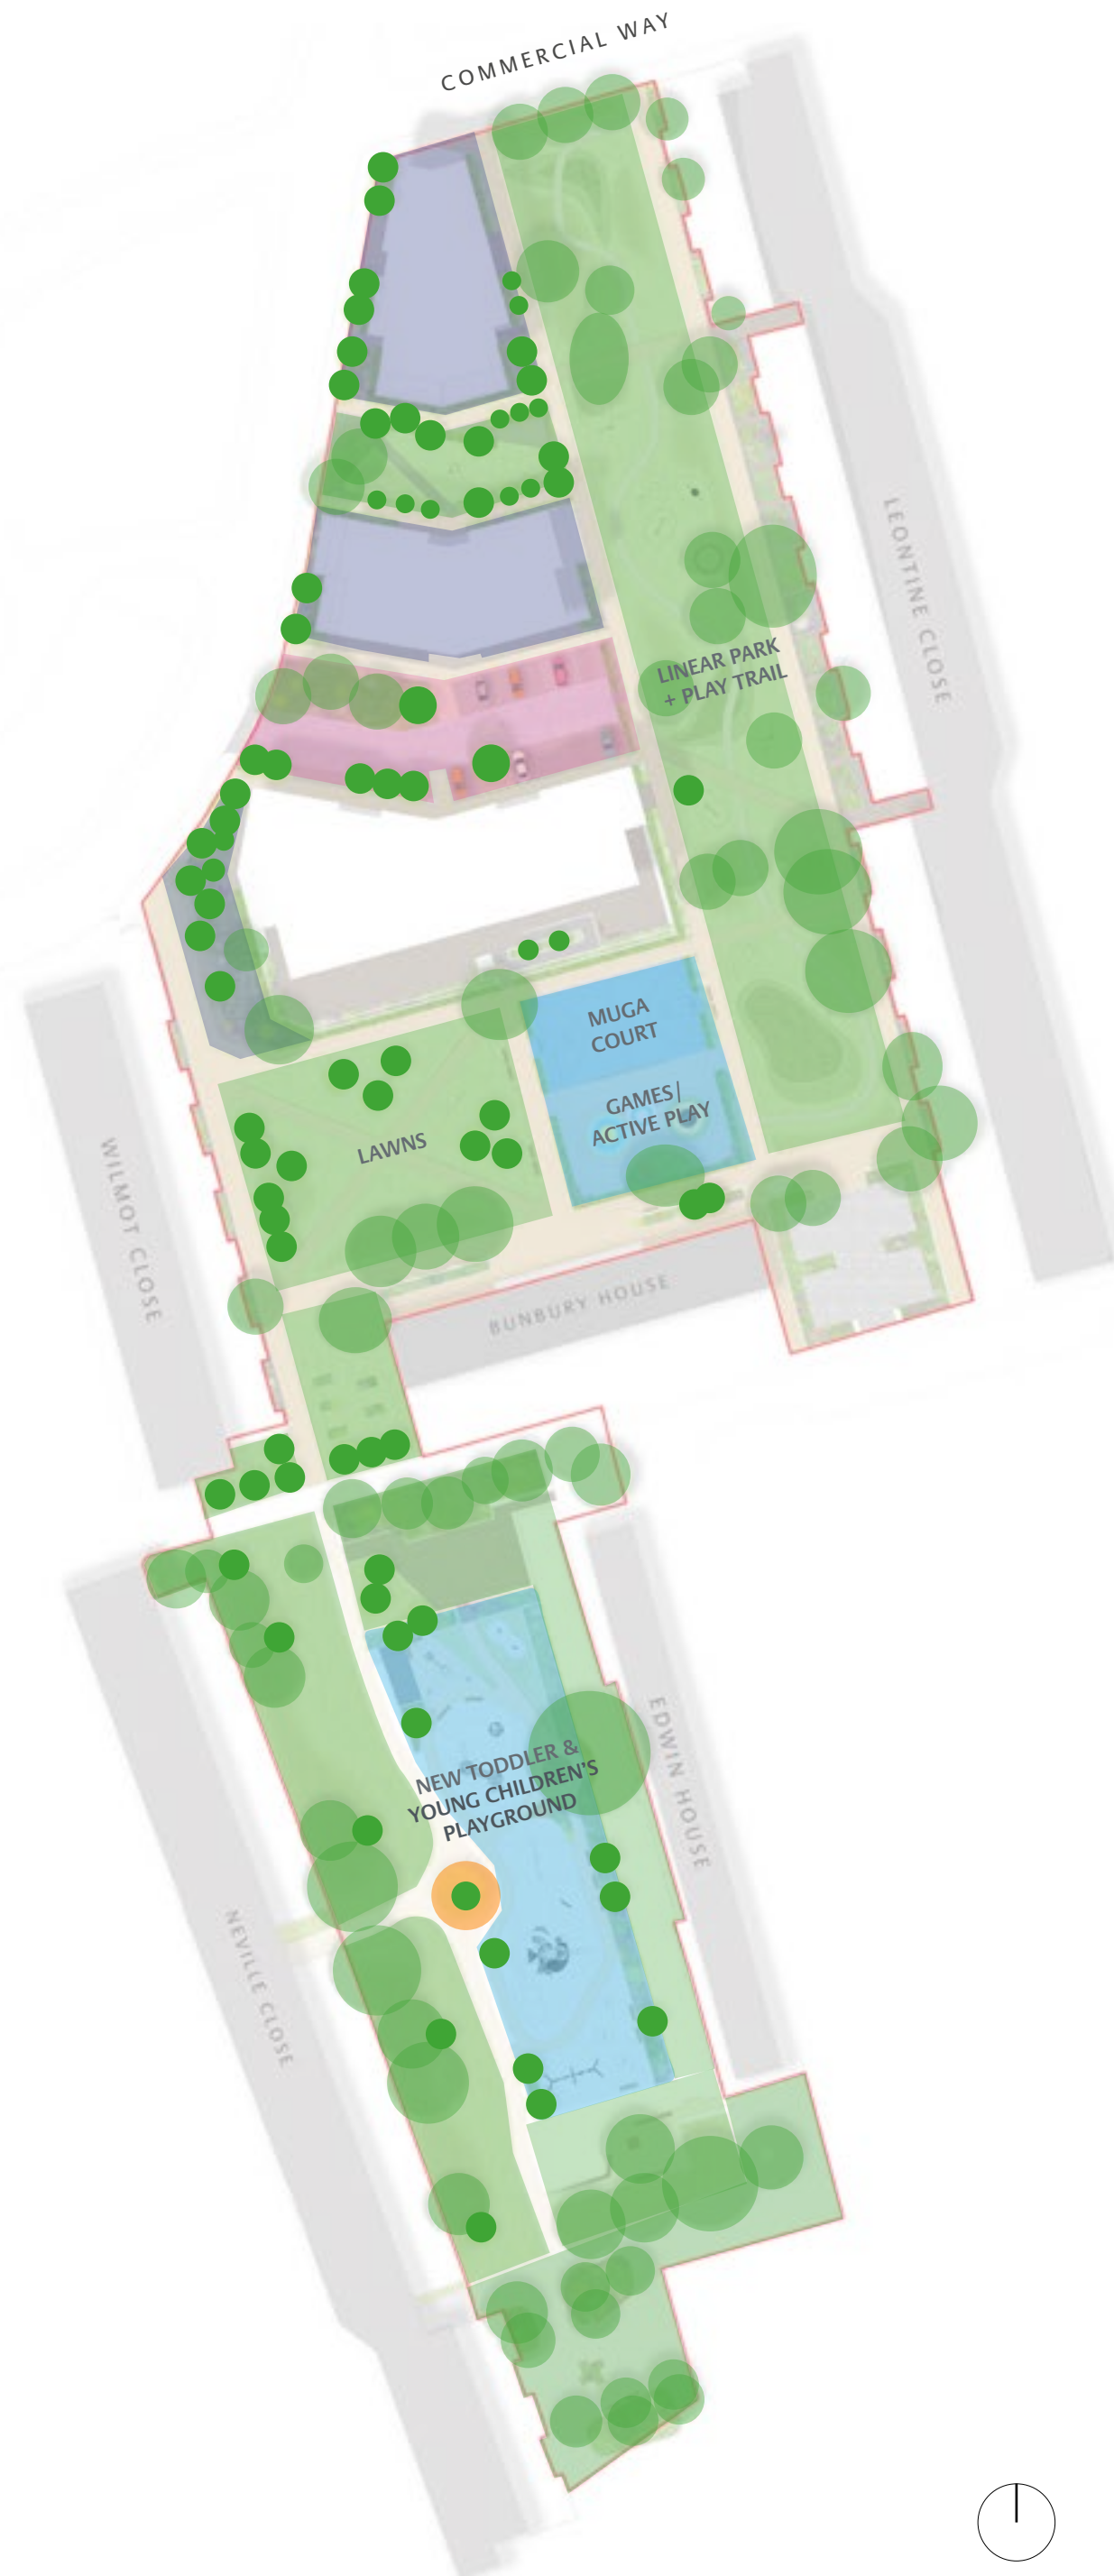 COMMERCIAL WAY
LEONTINE CLOSE
LINEAR PARK
+ PLAY TRAIL
MUGA
COURT
GAMES/
ACTIVE PLAY
LAWNS
WILMOT CLOSE
BUNBURY HOUSE
EDWIN HOUSE
NEW TODDLER &
YOUNG CHILDREN'S
PLAYGROUND
NEVILLE CLOSE